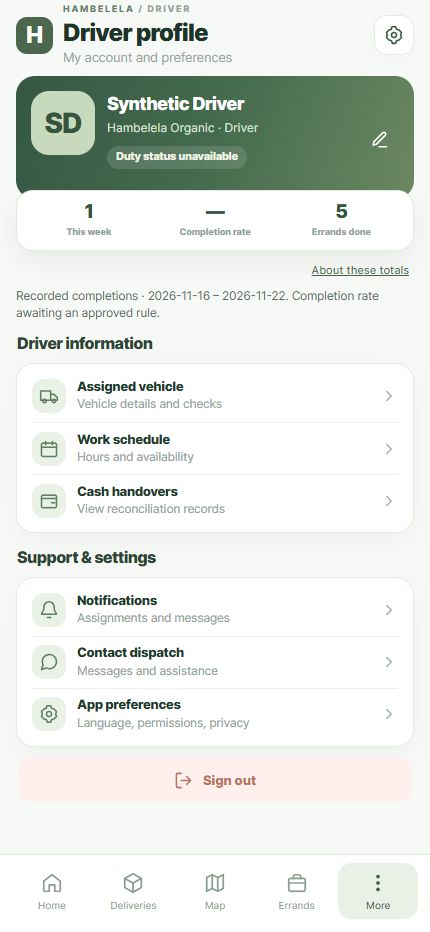 HAMBELELA / DRIVER
H
Driver profile
My account and preferences
SD
Synthetic Driver
Hambelela Organic · Driver
Duty status unavailable
1
This week
—
Completion rate
5
Errands done
About these totals
Recorded completions · 2026-11-16 – 2026-11-22. Completion rate
awaiting an approved rule.
Driver information
Assigned vehicle
Vehicle details and checks
Work schedule
Hours and availability
Cash handovers
View reconciliation records
Support & settings
Notifications
Assignments and messages
Contact dispatch
Messages and assistance
App preferences
Language, permissions, privacy
Sign out
Home
Deliveries
Map
Errands
More